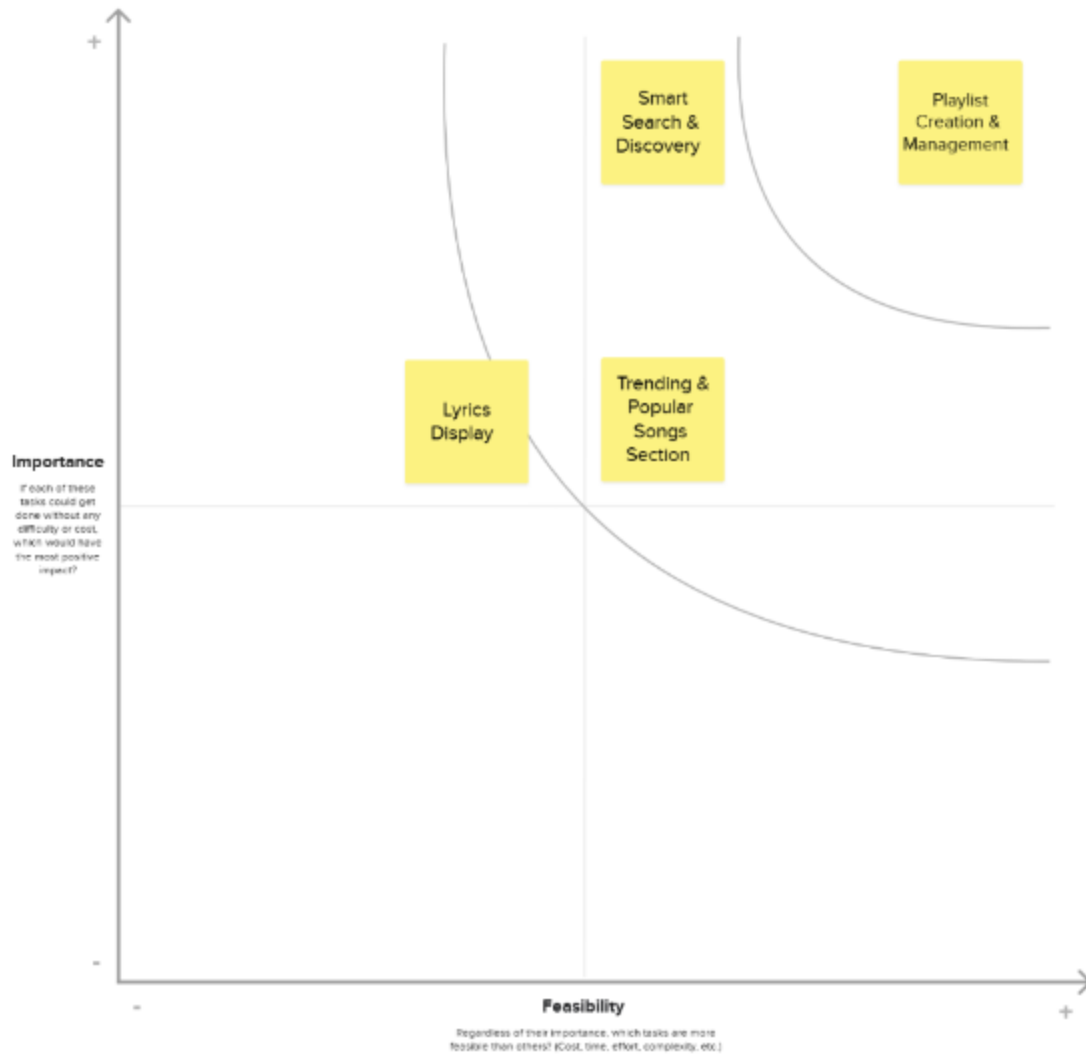 +
Smart
Search &
Discovery
Playlist
Creation &
Management
Lyrics
Display
Trending &
Popular
Songs
Section
Importance
If each of these
tasks could get
done without any
difficulty or cost,
which would have
the most positive
impact?
-
-
Feasibility
+
Regardless of their importance, which tasks are more
feasible than others? (Cost, time, effort, complexity, etc.)